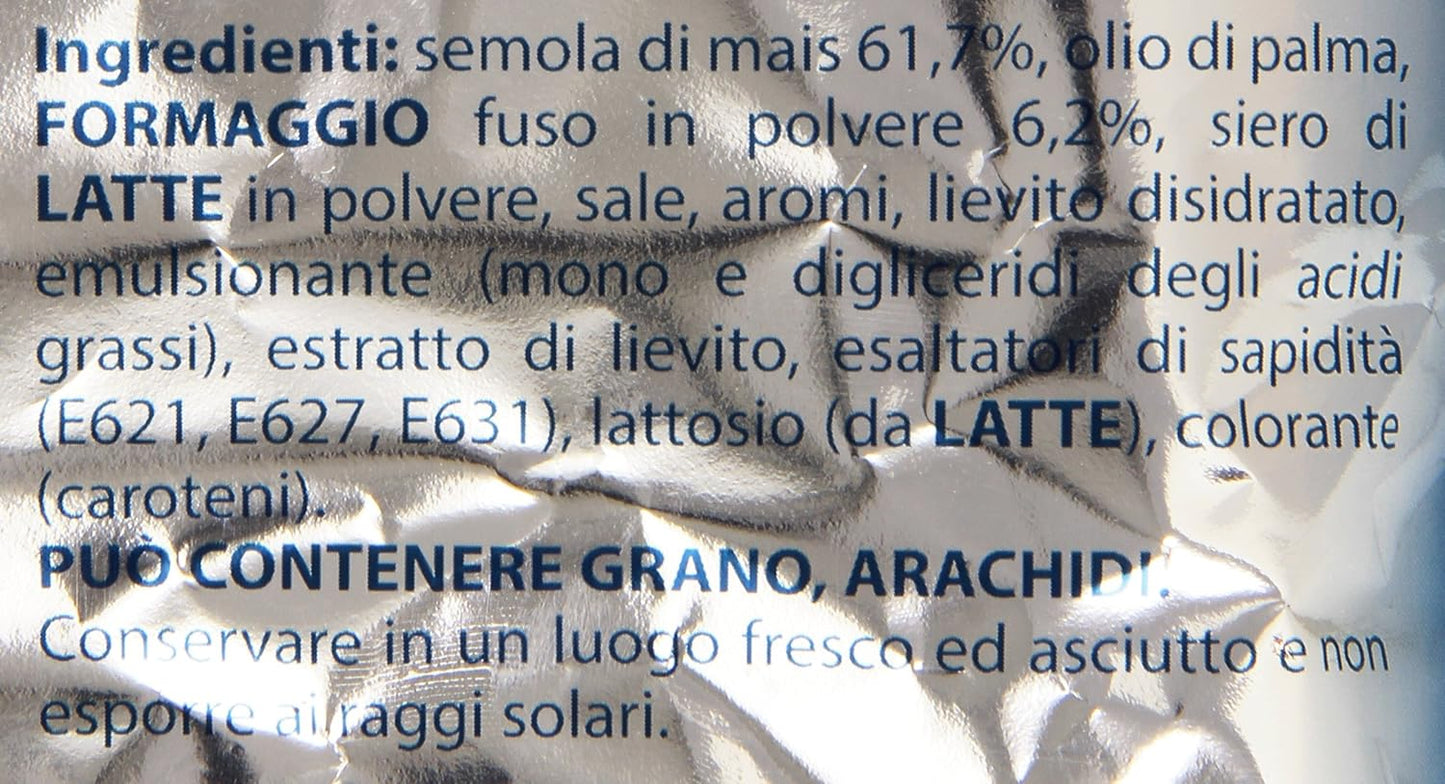 Ingredienti: semola di mais 61,7%, olio di palma,
FORMAGGIO fuso in polvere 6,2%, siero di
LATTE in polvere, sale, aromi, lievito disidratato,
emulsionante (mono e digliceridi degli acidi
grassi), estratto di lievito, esaltatori di sapidità
(E621, E627, E631), lattosio (da LATTE), colorante
(caroteni).
PUÒ CONTENERE GRANO, ARACHIDI.
Conservare in un luogo fresco ed asciutto e non
esporre ai raggi solari.